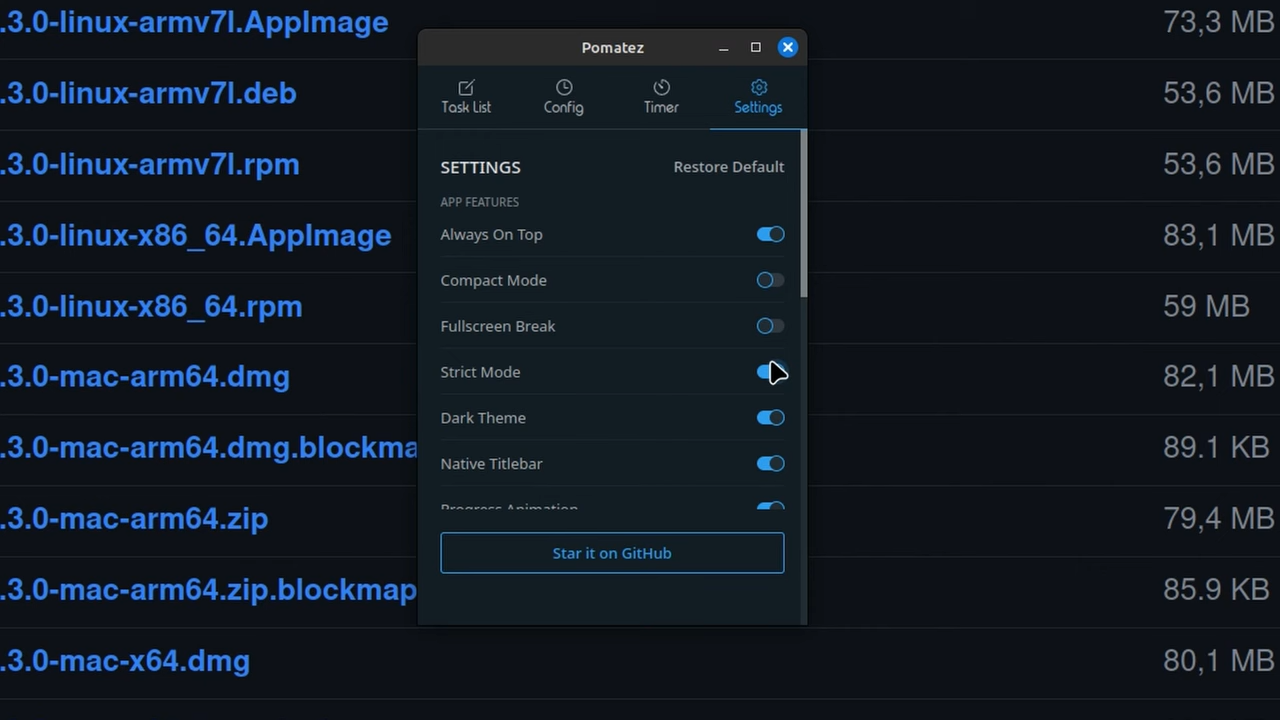 .3.0-linux-armv7l.AppImage 73,3 MB
.3.0-linux-armv7l.deb 53,6 MB
.3.0-linux-armv7l.rpm 53,6 MB
.3.0-linux-x86_64.AppImage 83,1 MB
.3.0-linux-x86_64.rpm 59 MB
.3.0-mac-arm64.dmg 82,1 MB
.3.0-mac-arm64.dmg.blockma 89.1 KB
.3.0-mac-arm64.zip 79,4 MB
.3.0-mac-arm64.zip.blockmap 85.9 KB
.3.0-mac-x64.dmg 80,1 MB
Pomatez
Task List Config Timer Settings
SETTINGS Restore Default
APP FEATURES
Always On Top
Compact Mode
Fullscreen Break
Strict Mode
Dark Theme
Native Titlebar
Progress Animation
Star it on GitHub